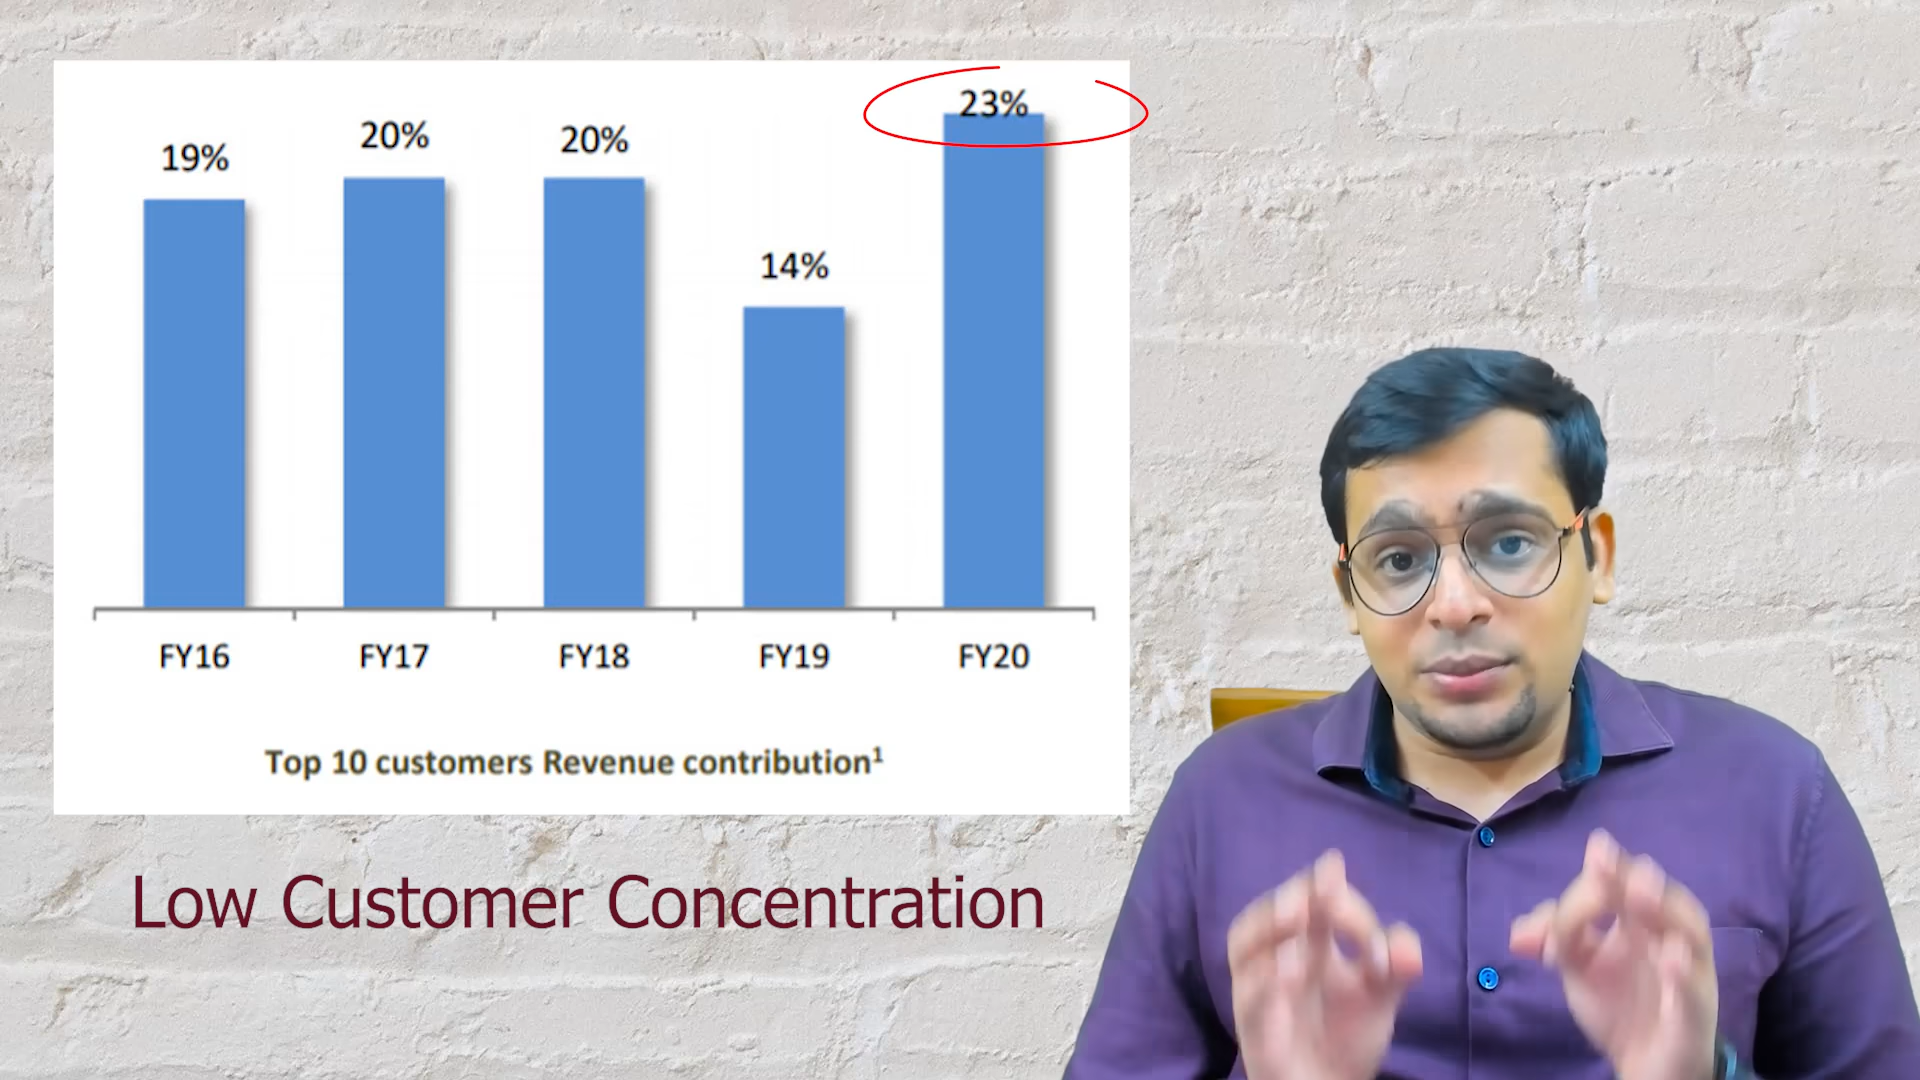 19%
20%
20%
14%
23%
FY16
FY17
FY18
FY19
FY20
Top 10 customers Revenue contribution¹
Low Customer Concentration